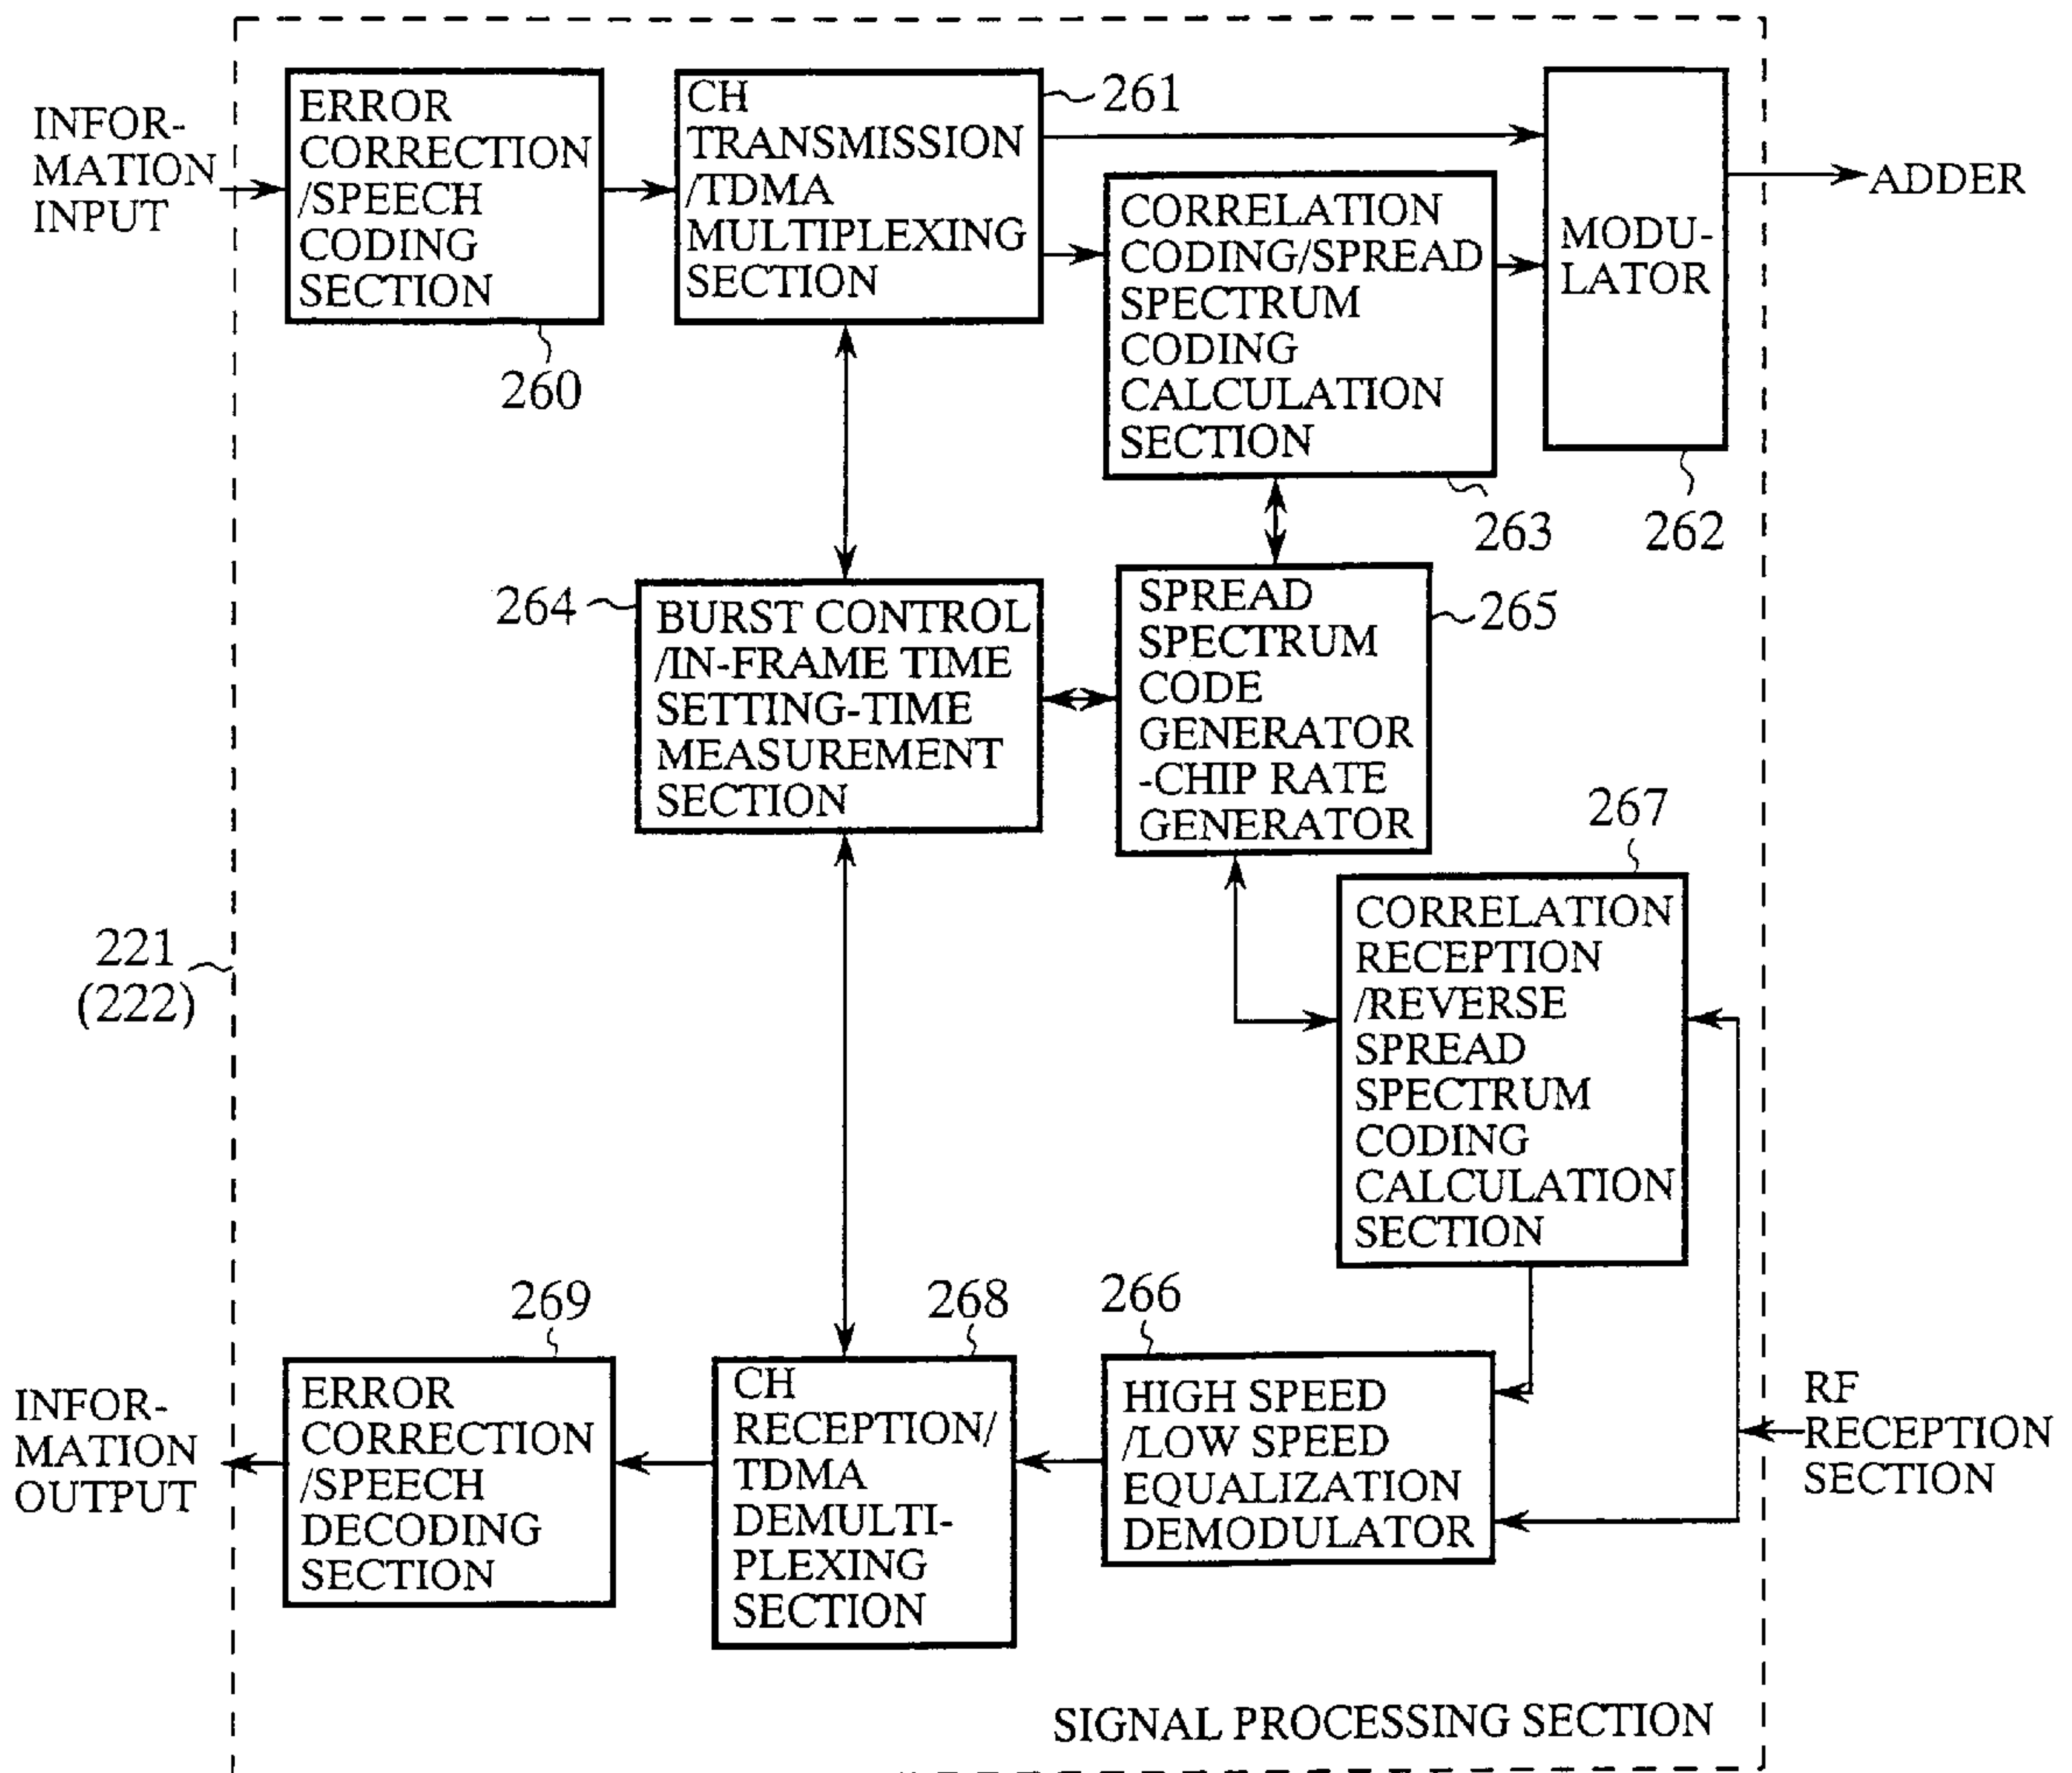 INFOR-
MATION
INPUT
ERROR
CORRECTION
/SPEECH
CODING
SECTION
260
CH
TRANSMISSION
/TDMA
MULTIPLEXING
SECTION
261
CORRELATION
CODING/SPREAD
SPECTRUM
CODING
CALCULATION
SECTION
263
MODU-
LATOR
262
ADDER
264
BURST CONTROL
/IN-FRAME TIME
SETTING-TIME
MEASUREMENT
SECTION
SPREAD
SPECTRUM
CODE
GENERATOR
-CHIP RATE
GENERATOR
265
267
CORRELATION
RECEPTION
/REVERSE
SPREAD
SPECTRUM
CODING
CALCULATION
SECTION
221
(222)
INFOR-
MATION
OUTPUT
269
ERROR
CORRECTION
/SPEECH
DECODING
SECTION
268
CH
RECEPTION/
TDMA
DEMULTI-
PLEXING
SECTION
266
HIGH SPEED
/LOW SPEED
EQUALIZATION
DEMODULATOR
RF
RECEPTION
SECTION
SIGNAL PROCESSING SECTION